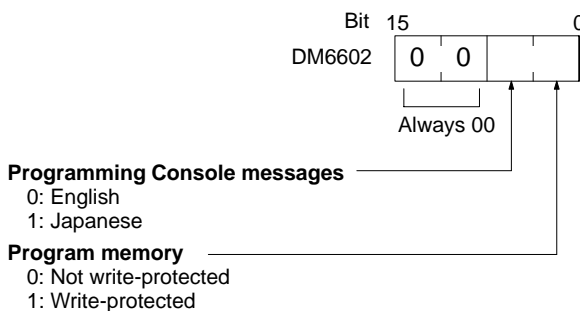 Bit 15 0
DM6602 0 0
Always 00
Programming Console messages
0: English
1: Japanese
Program memory
0: Not write-protected
1: Write-protected